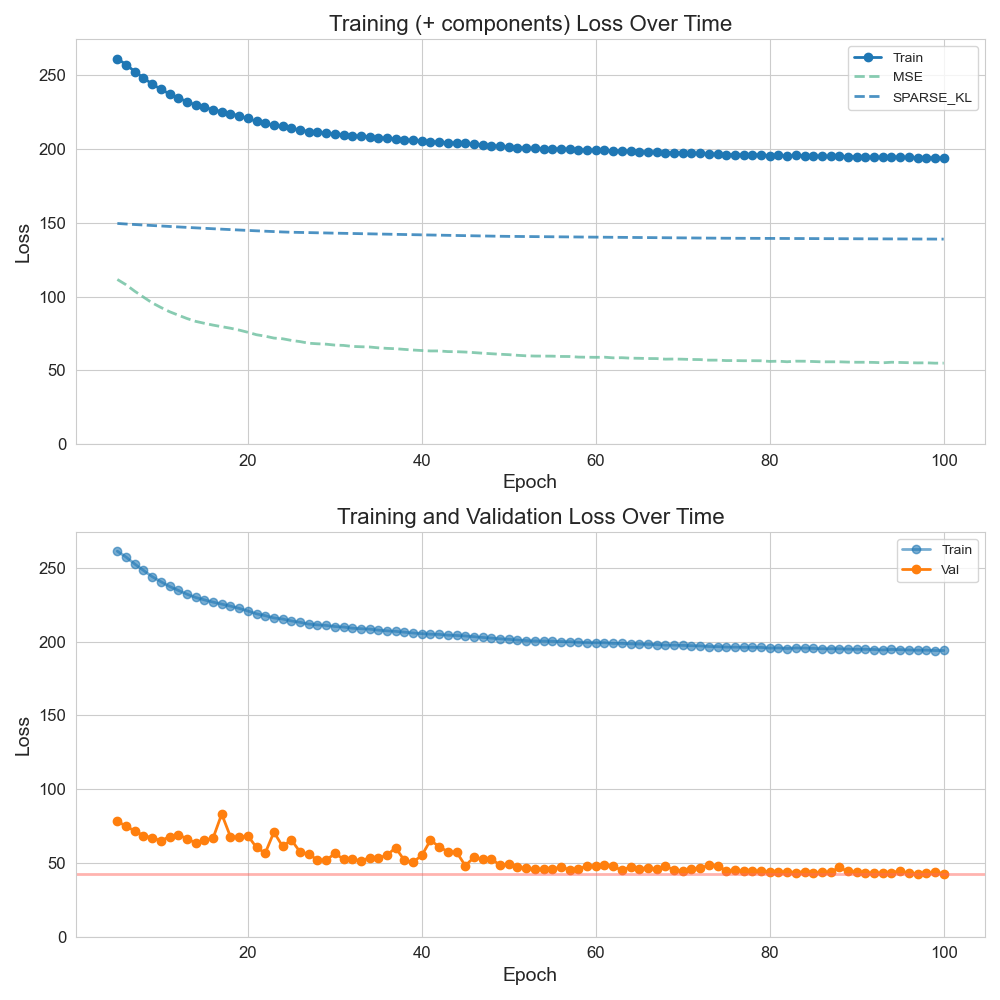 Training (+ components) Loss Over Time
Train
MSE
SPARSE_KL
Loss
250
200
150
100
50
0
20 40 60 80 100
Epoch
Training and Validation Loss Over Time
Train
Val
Loss
250
200
150
100
50
0
20 40 60 80 100
Epoch